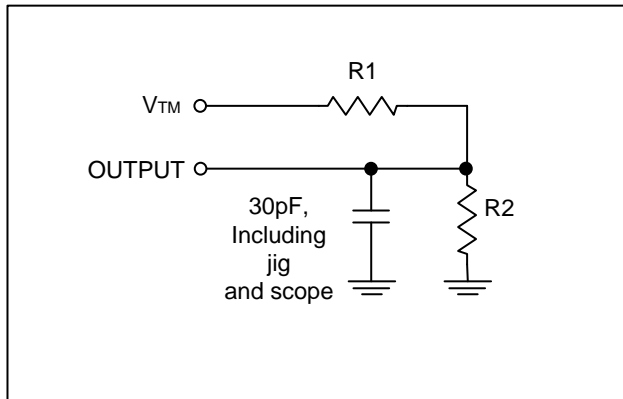 R1
VTM
OUTPUT
30pF,
Including
jig
and scope
R2